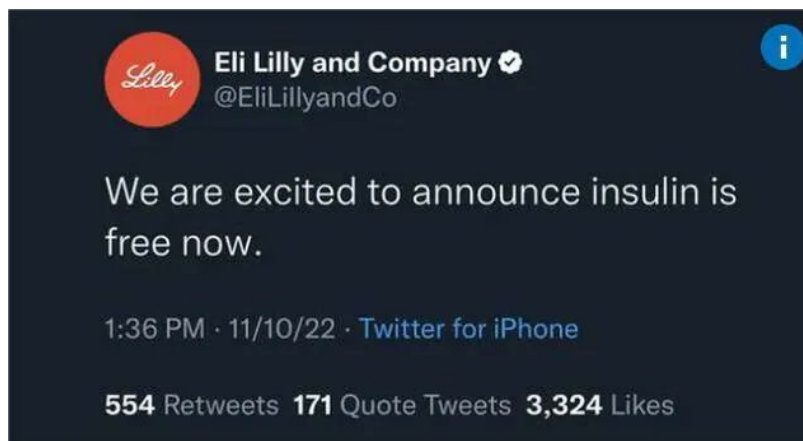 Lilly
Eli Lilly and Company
@EliLillyandCo
We are excited to announce insulin is
free now.
1:36 PM · 11/10/22 · Twitter for iPhone
554 Retweets 171 Quote Tweets 3,324 Likes